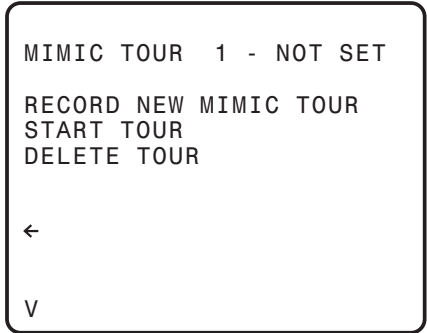 MIMIC TOUR 1 - NOT SET
RECORD NEW MIMIC TOUR
START TOUR
DELETE TOUR
←
V